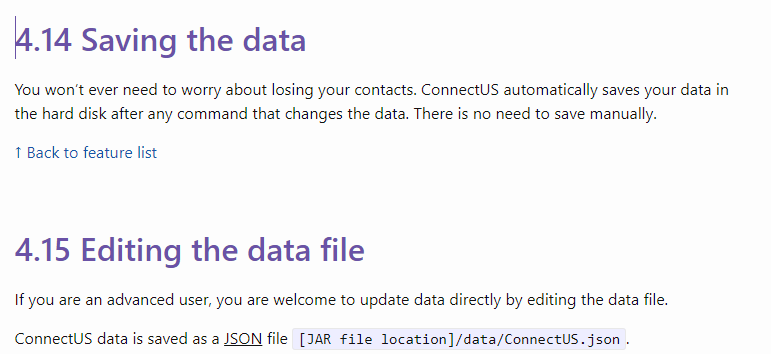 4.14 Saving the data
You won't ever need to worry about losing your contacts. ConnectUS automatically saves your data in
the hard disk after any command that changes the data. There is no need to save manually.
↑ Back to feature list
4.15 Editing the data file
If you are an advanced user, you are welcome to update data directly by editing the data file.
ConnectUS data is saved as a JSON file [JAR file location]/data/ConnectUS.json.